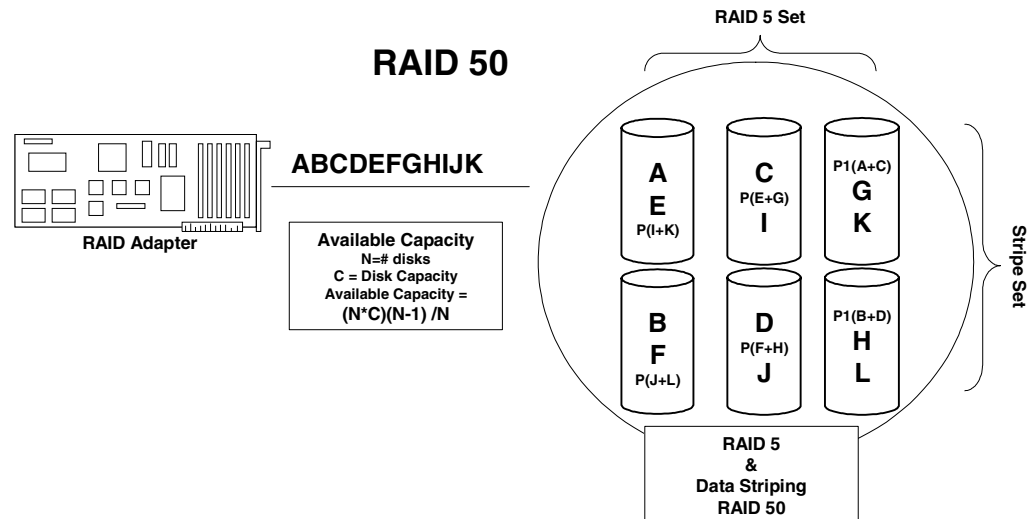 RAID 5 Set
RAID 50
ABCDEFGHIJK
RAID Adapter
Available Capacity
N=# disks
C = Disk Capacity
Available Capacity =
(N*C)(N-1) /N
A
E
P(I+K)
C
P(E+G)
I
P1(A+C)
G
K
B
F
P(J+L)
D
P(F+H)
J
P1(B+D)
H
L
Stripe Set
RAID 5
&
Data Striping
RAID 50